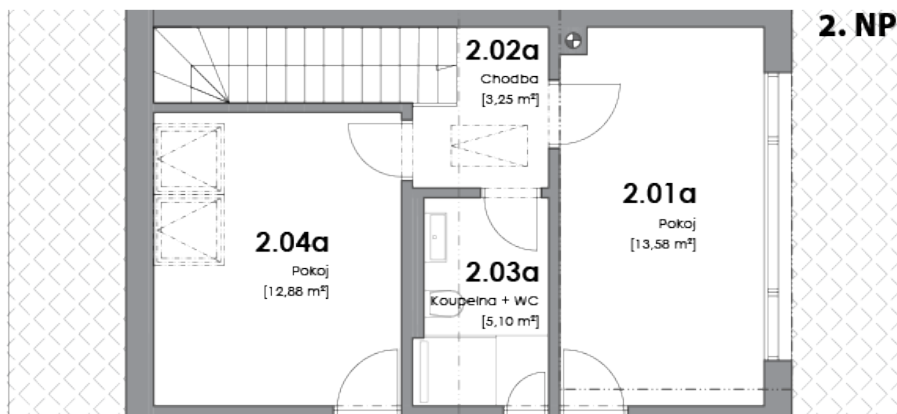 2. NP
2.02a
Chodba
[3,25 m²]
2.01a
Pokoj
[13,58 m²]
2.04a
Pokoj
[12,88 m²]
2.03a
Koupelna + WC
[5,10 m²]